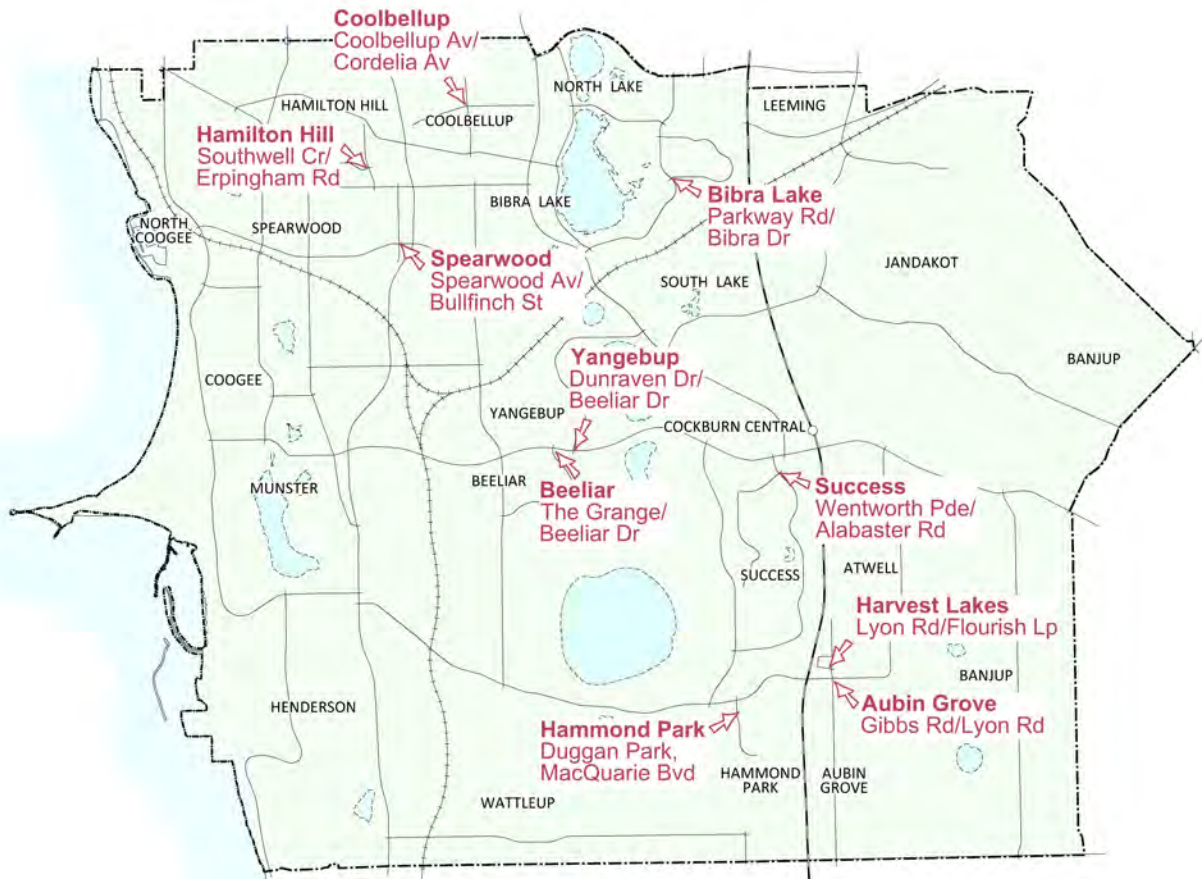 Coolbellup
Coolbellup Av/
Cordelia Av
NORTH LAKE
HAMILTON HILL
LEEMING
COOLBELLUP
Hamilton Hill
Southwell Cr/
Erpingham Rd
Bibra Lake
Parkway Rd/
Bibra Dr
BIBRA LAKE
NORTH
COOGEE
SPEARWOOD
Spearwood
Spearwood Av/
Bullfinch St
JANDAKOT
SOUTH LAKE
Yangebup
Dunraven Dr/
Beeliar Dr
BANJUP
COOGEE
YANGEBUP
COCKBURN CENTRAL
MUNSTER
BEELIAR
Beeliar
The Grange/
Beeliar Dr
Success
Wentworth Pde/
Alabaster Rd
SUCCESS
ATWELL
Harvest Lakes
Lyon Rd/Flourish Lp
BANJUP
HENDERSON
Aubin Grove
Gibbs Rd/Lyon Rd
Hammond Park
Duggan Park,
MacQuarie Bvd
HAMMOND
PARK
AUBIN
GROVE
WATTLEUP